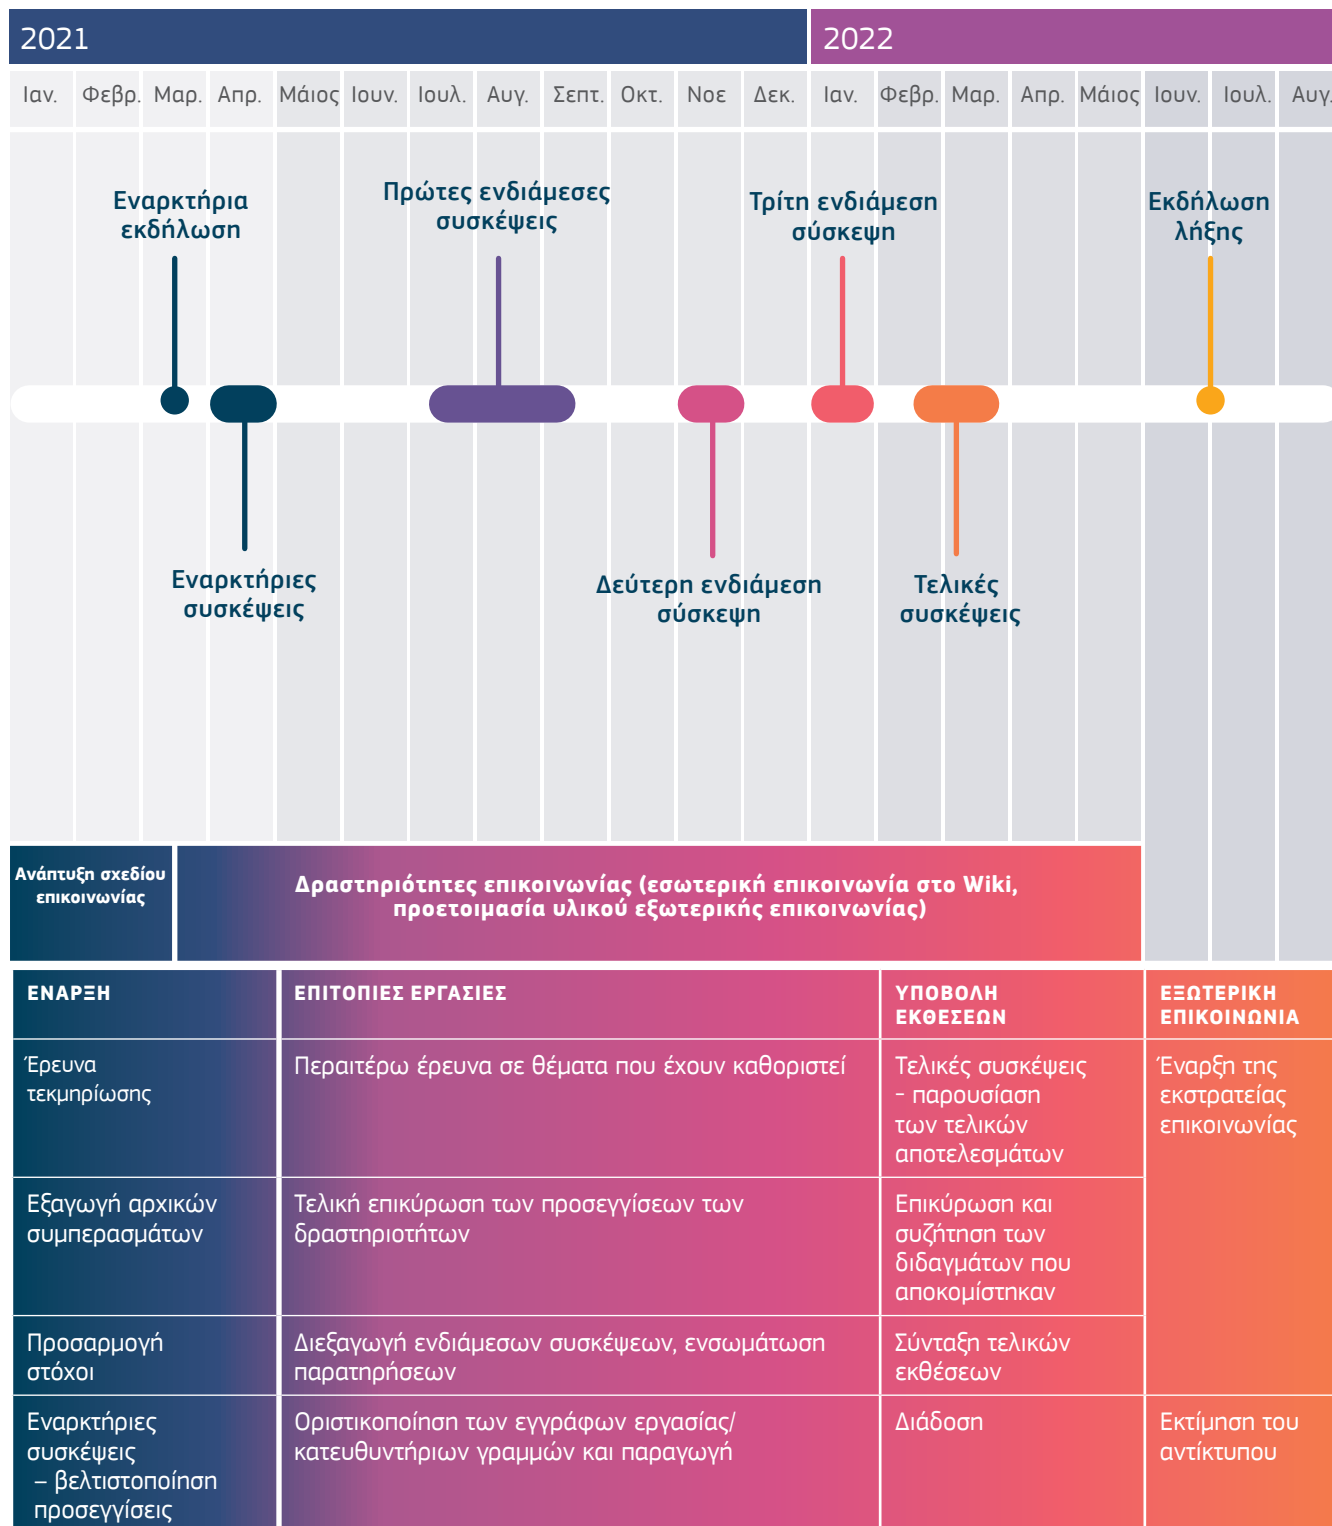 2021
2022
Ιαν. Φεβρ. Μαρ. Απρ. Μάιος Ιουν. Ιουλ. Αυγ. Σεπτ. Οκτ. Νοε Δεκ. Ιαν. Φεβρ. Μαρ. Απρ. Μάιος Ιουν. Ιουλ. Αυγ.
Εναρκτήρια
εκδήλωση
Πρώτες ενδιάμεσες
συσκέψεις
Τρίτη ενδιάμεση
σύσκεψη
Εκδήλωση
λήξης
Εναρκτήριες
συσκέψεις
Δεύτερη ενδιάμεση
σύσκεψη
Τελικές
συσκέψεις
Ανάπτυξη σχεδίου
επικοινωνίας
Δραστηριότητες επικοινωνίας (εσωτερική επικοινωνία στο Wiki,
προετοιμασία υλικού εξωτερικής επικοινωνίας)
ΕΝΑΡΞΗ
ΕΠΙΤΟΠΙΕΣ ΕΡΓΑΣΙΕΣ
ΥΠΟΒΟΛΗ
ΕΚΘΕΣΕΩΝ
ΕΞΩΤΕΡΙΚΗ
ΕΠΙΚΟΙΝΩΝΙΑ
Έρευνα
τεκμηρίωσης
Περαιτέρω έρευνα σε θέματα που έχουν καθοριστεί
Τελικές συσκέψεις
- παρουσίαση
των τελικών
αποτελεσμάτων
Έναρξη της
εκστρατείας
επικοινωνίας
Εξαγωγή αρχικών
συμπερασμάτων
Τελική επικύρωση των προσεγγίσεων των
δραστηριοτήτων
Επικύρωση και
συζήτηση των
διδαγμάτων που
αποκομίστηκαν
Προσαρμογή
στόχοι
Διεξαγωγή ενδιάμεσων συσκέψεων, ενσωμάτωση
παρατηρήσεων
Σύνταξη τελικών
εκθέσεων
Εναρκτήριες
συσκέψεις
– βελτιστοποίηση
προσεγγίσεις
Οριστικοποίηση των εγγράφων εργασίας/
κατευθυντήριων γραμμών και παραγωγή
Διάδοση
Εκτίμηση του
αντίκτυπου